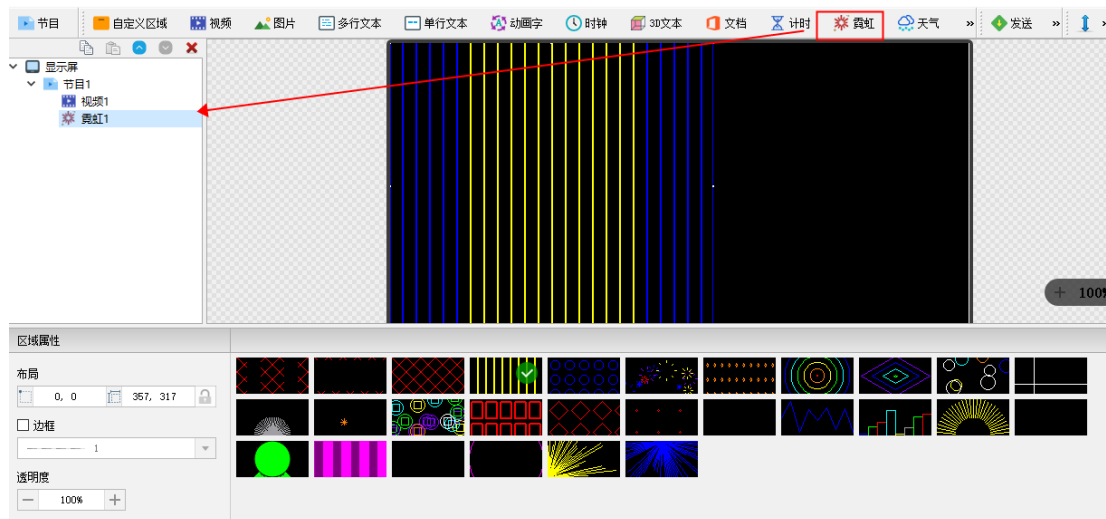 节目 自定义区域 视频 图片 多行文本 单行文本 动画字 时钟 3D文本 文档 计时 霓虹 天气 » 发送 »
显示屏
节目1
视频1
霓虹1
+ 100%
区域属性
布局
0, 0 357, 317
边框
1
透明度
— 100% +